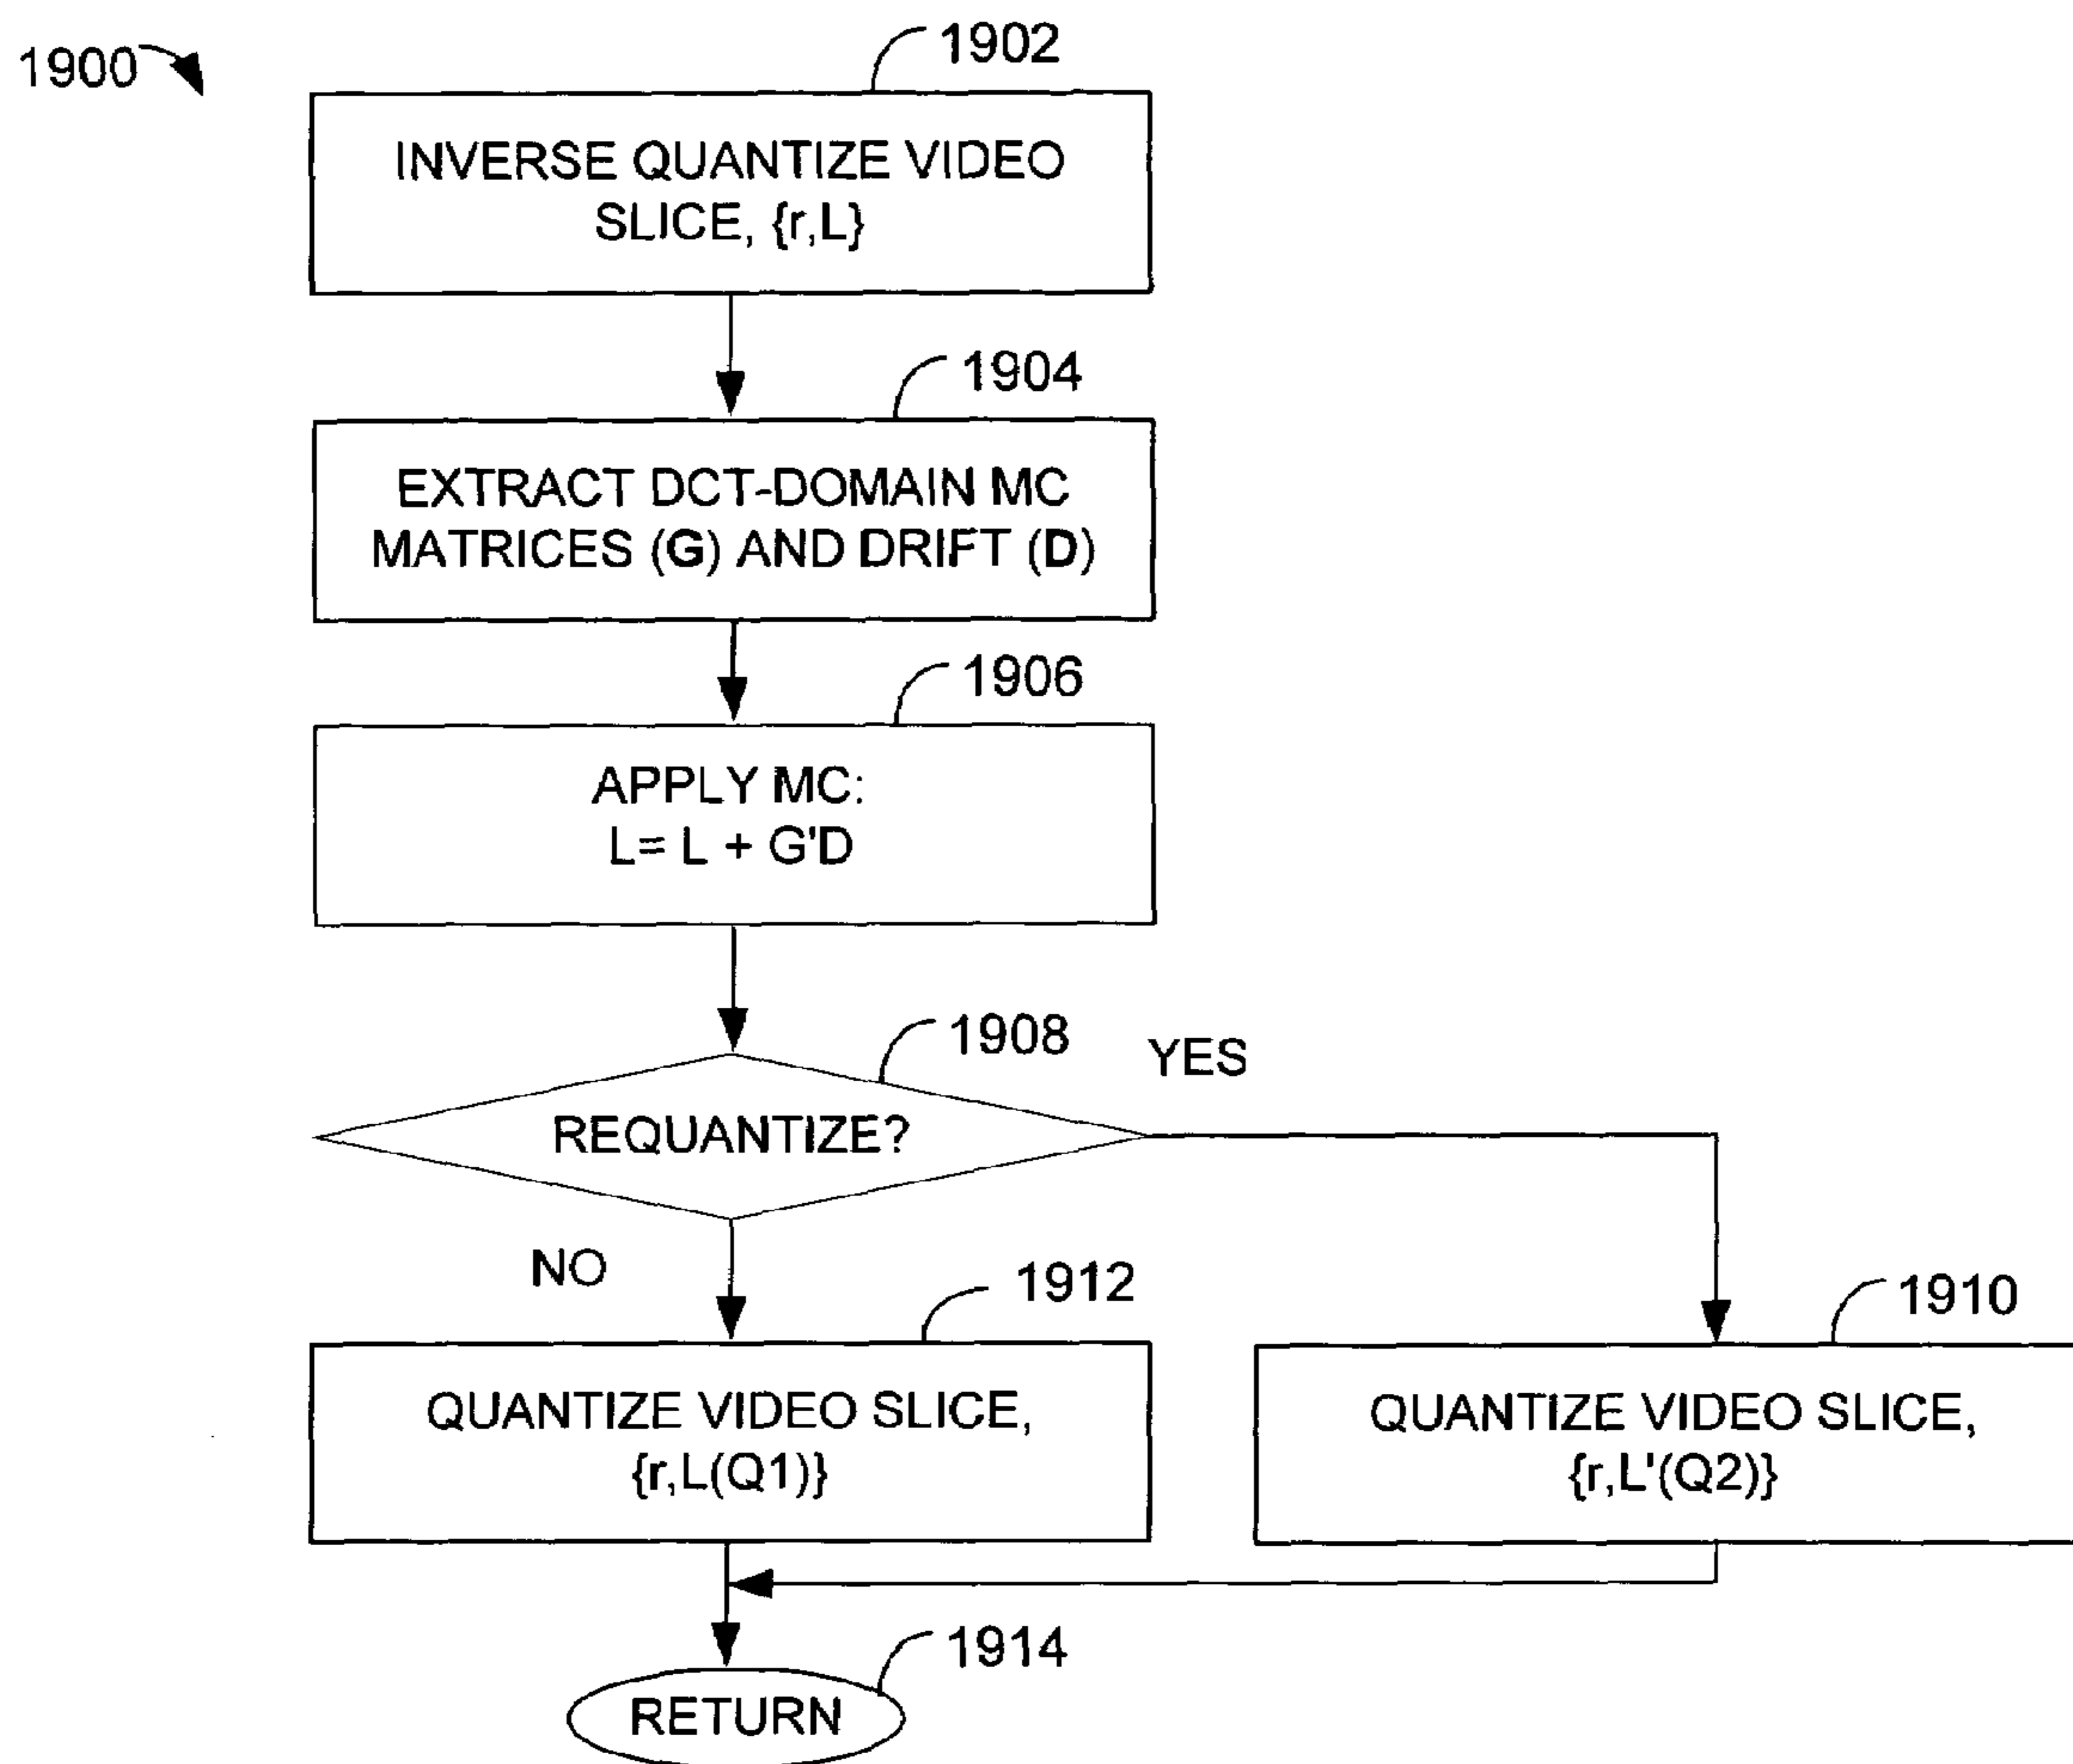 1900
1902
INVERSE QUANTIZE VIDEO
SLICE, {r,L}
1904
EXTRACT DCT-DOMAIN MC
MATRICES (G) AND DRIFT (D)
1906
APPLY MC:
L= L + G'D
1908
YES
REQUANTIZE?
NO
1912
1910
QUANTIZE VIDEO SLICE,
{r,L(Q1)}
QUANTIZE VIDEO SLICE,
{r,L'(Q2)}
1914
RETURN